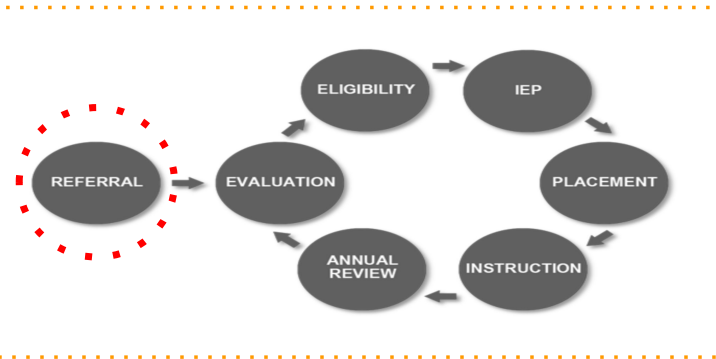 REFERRAL
EVALUATION
ELIGIBILITY
IEP
PLACEMENT
INSTRUCTION
ANNUAL
REVIEW